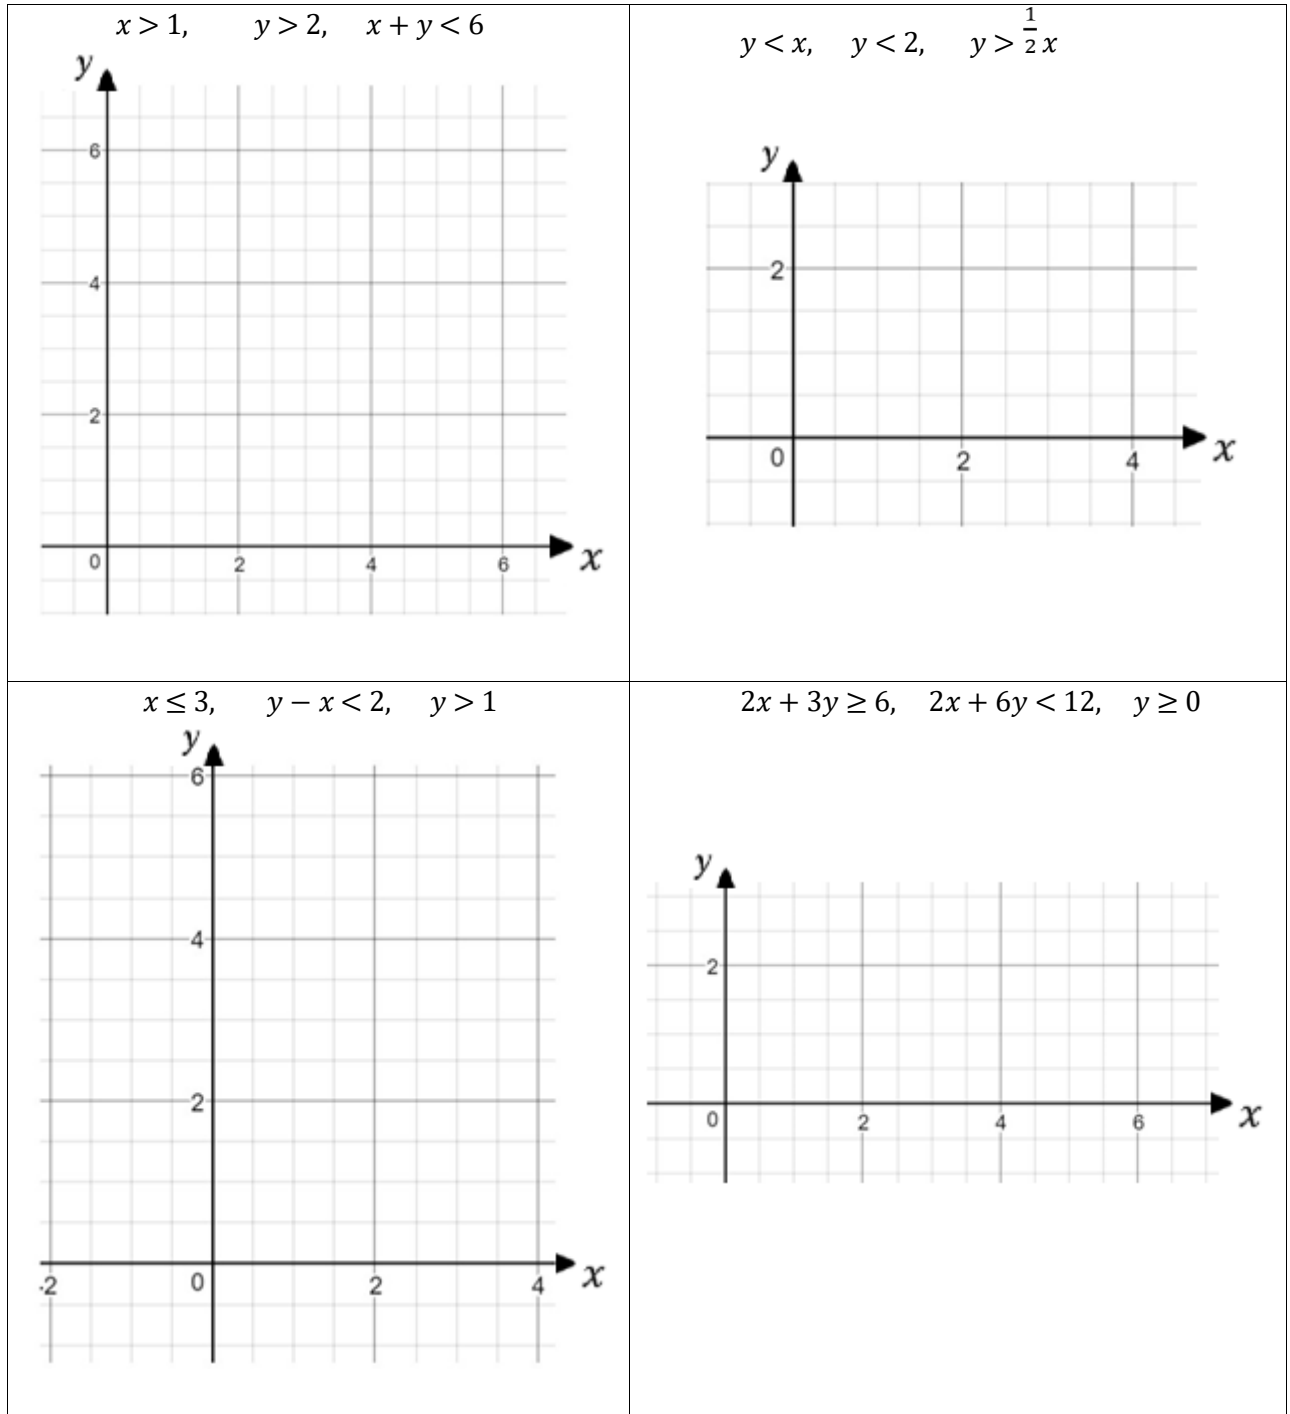 x > 1,    y > 2,    x + y < 6
y
6
4
2
0 2 4 6 x
y < x,    y < 2,    y > 1/2 x
y
2
0 2 4 x
x ≤ 3,    y − x < 2,    y > 1
y
6
4
2
-2 0 2 4 x
2x + 3y ≥ 6,    2x + 6y < 12,    y ≥ 0
y
2
0 2 4 6 x